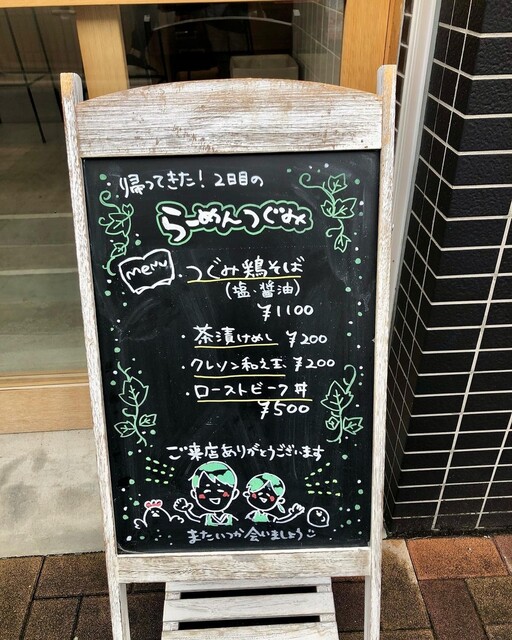 帰ってきた！2日目の
らーめんつぐみ
menu
つぐみ鶏そば
(塩・醤油)
¥1100
・茶漬けめし ¥200
・クレソン和え玉 ¥200
・ローストビーフ丼
¥500
ご来店ありがとうございます
またいつか会いましょう